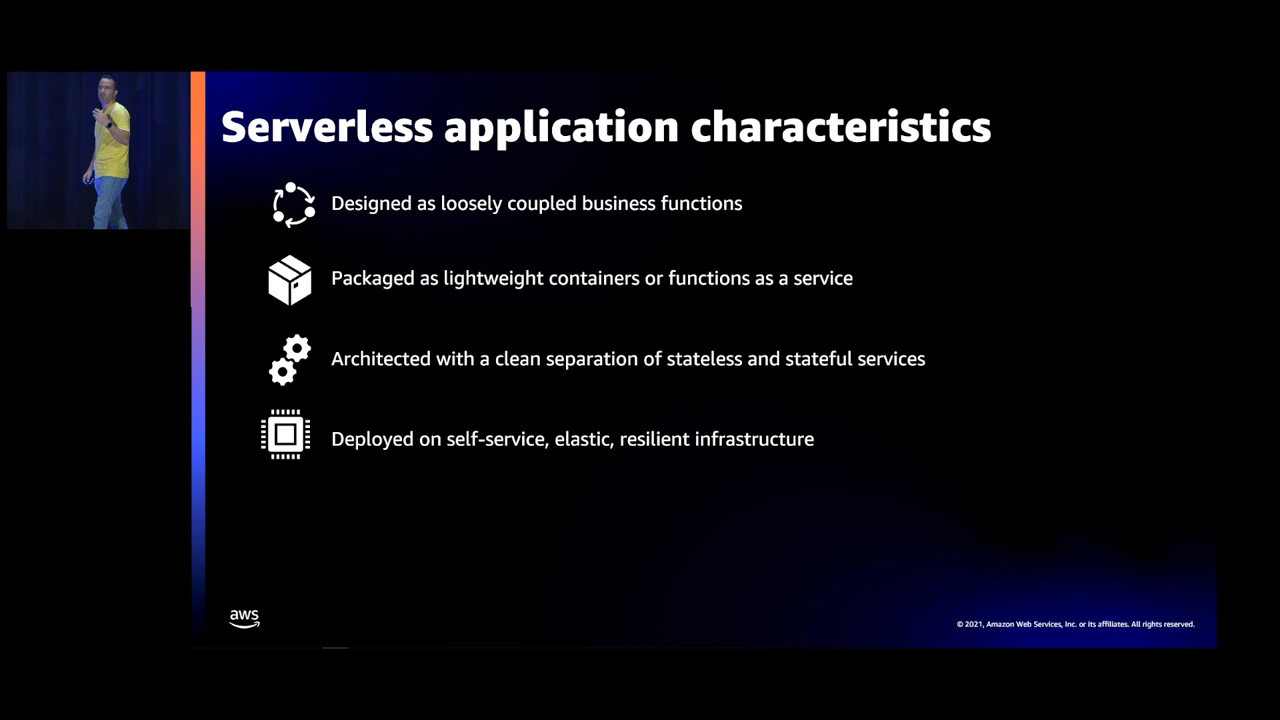 Serverless application characteristics
Designed as loosely coupled business functions
Packaged as lightweight containers or functions as a service
Architected with a clean separation of stateless and stateful services
Deployed on self-service, elastic, resilient infrastructure
aws
© 2021, Amazon Web Services, Inc. or its affiliates. All rights reserved.